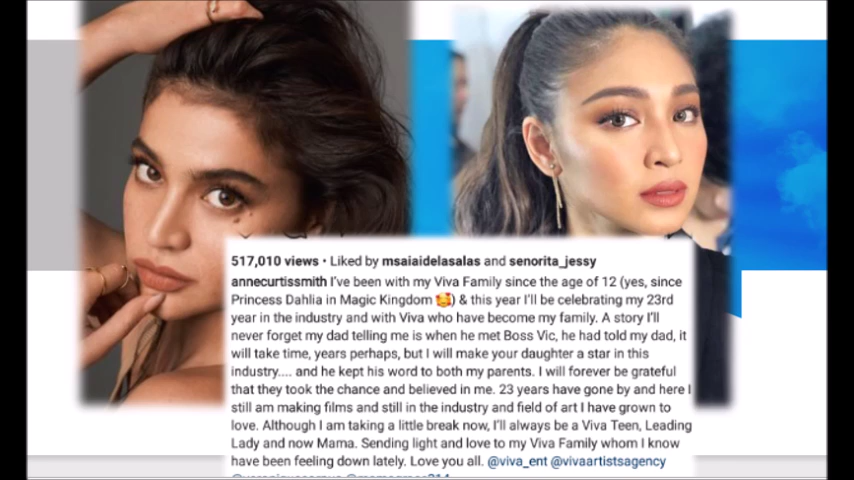 517,010 views • Liked by msaiaidelasalas and senorita_jessy
annecurtissmith I've been with my Viva Family since the age of 12 (yes, since
Princess Dahlia in Magic Kingdom 🥰) & this year I'll be celebrating my 23rd
year in the industry and with Viva who have become my family. A story I'll
never forget my dad telling me is when he met Boss Vic, he had told my dad, it
will take time, years perhaps, but I will make your daughter a star in this
industry.... and he kept his word to both my parents. I will forever be grateful
that they took the chance and believed in me. 23 years have gone by and here I
still am making films and still in the industry and field of art I have grown to
love. Although I am taking a little break now, I'll always be a Viva Teen, Leading
Lady and now Mama. Sending light and love to my Viva Family whom I know
have been feeling down lately. Love you all. @viva_ent @vivaartistsagency